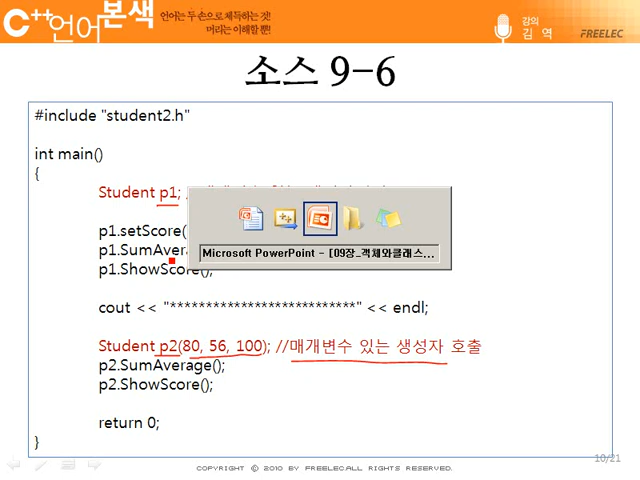 C++언어본색
언어는 두 손으로 체득하는 것!
머리는 이해할 뿐!
강의
김 역
FREELEC
소스 9-6
#include "student2.h"
int main()
{
Student p1;
p1.setScore(
p1.SumAvera
p1.ShowScore();
Microsoft PowerPoint - [09장_객체와클래스...
cout << "**************************" << endl;
Student p2(80, 56, 100); //매개변수 있는 생성자 호출
p2.SumAverage();
p2.ShowScore();
return 0;
}
10/21
COPYRIGHT © 2010 BY FREELEC.ALL RIGHTS RESERVED.